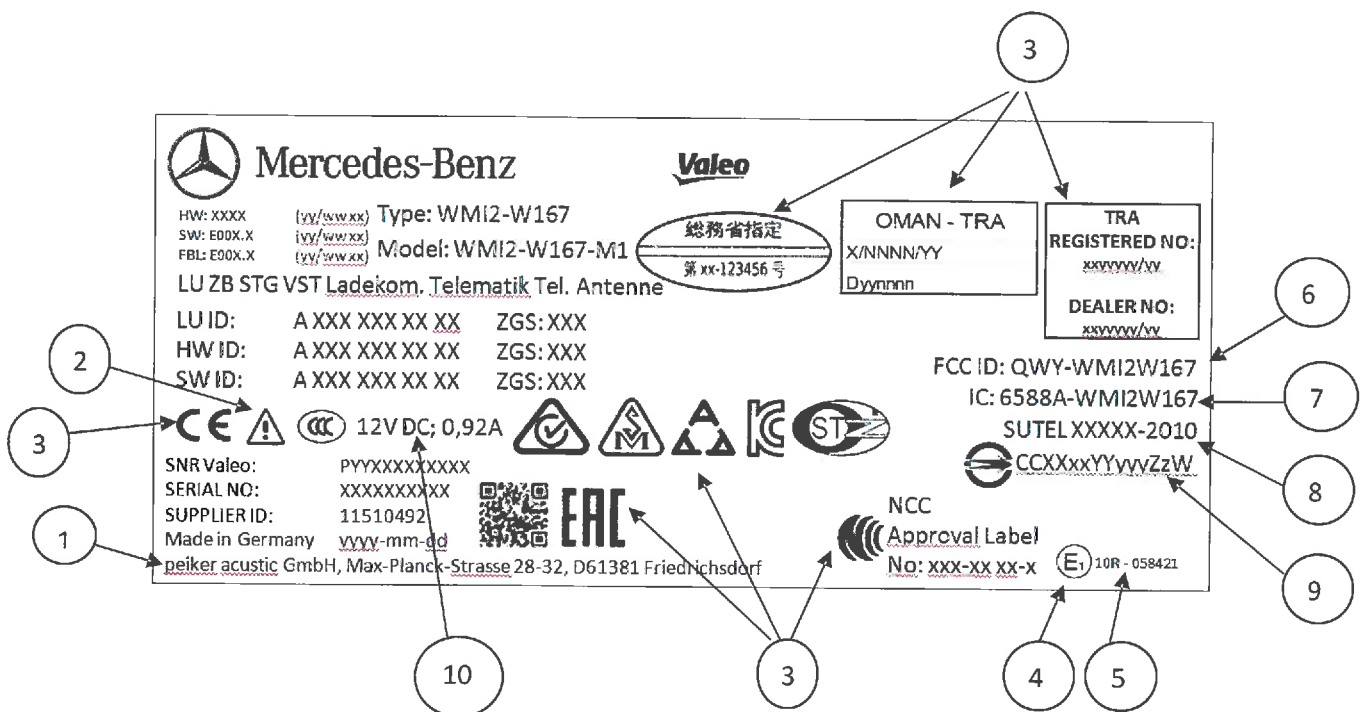 3
Mercedes-Benz
Valeo
HW: XXXX (yy/wwxx) Type: WMI2-W167
SW: E00X.X (yy/wwxx) Model: WMI2-W167-M1
FBL: E00X.X (yy/wwxx)
LU ZB STG VST Ladekom. Telematik Tel. Antenne
総務省指定
第 xx-123456 号
OMAN - TRA
X/NNNN/YY
Dyynnnn
TRA
REGISTERED NO:
xxyyyyy/yy
DEALER NO:
xxyyyyy/yy
6
LU ID: A XXX XXX XX XX ZGS: XXX
HW ID: A XXX XXX XX XX ZGS: XXX
SW ID: A XXX XXX XX XX ZGS: XXX
2
FCC ID: QWY-WMI2W167
IC: 6588A-WMI2W167
7
SUTEL XXXXX-2010
8
CCXXxxYYyyyZzW
9
3
CE CCC 12V DC; 0,92A SM KC STZ
SNR Valeo: PYYXXXXXXXXX
SERIAL NO: XXXXXXXXXX
SUPPLIER ID: 11510492
Made in Germany yyyy-mm-dd
EAC
1
peiker acustic GmbH, Max-Planck-Strasse 28-32, D61381 Friedrichsdorf
NCC
Approval Label
No: xxx-xx xx-x
E1 10R - 058421
10
3
4
5